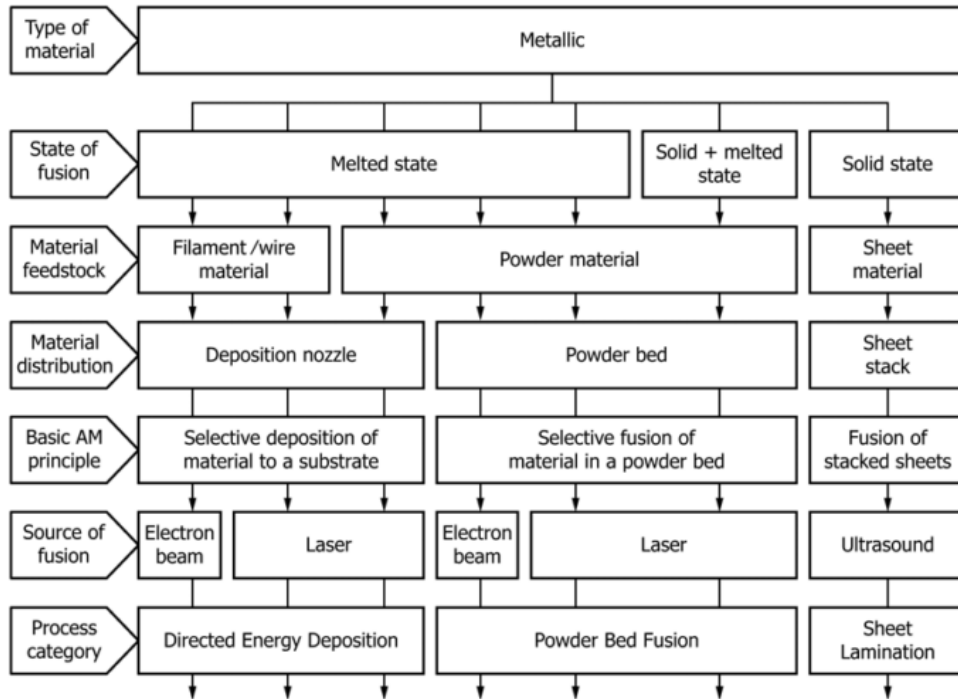 Type of
material
Metallic
State of
fusion
Melted state
Solid + melted
state
Solid state
Material
feedstock
Filament/wire
material
Powder material
Sheet
material
Material
distribution
Deposition nozzle
Powder bed
Sheet
stack
Basic AM
principle
Selective deposition of
material to a substrate
Selective fusion of
material in a powder bed
Fusion of
stacked sheets
Source of
fusion
Electron
beam
Laser
Electron
beam
Laser
Ultrasound
Process
category
Directed Energy Deposition
Powder Bed Fusion
Sheet
Lamination